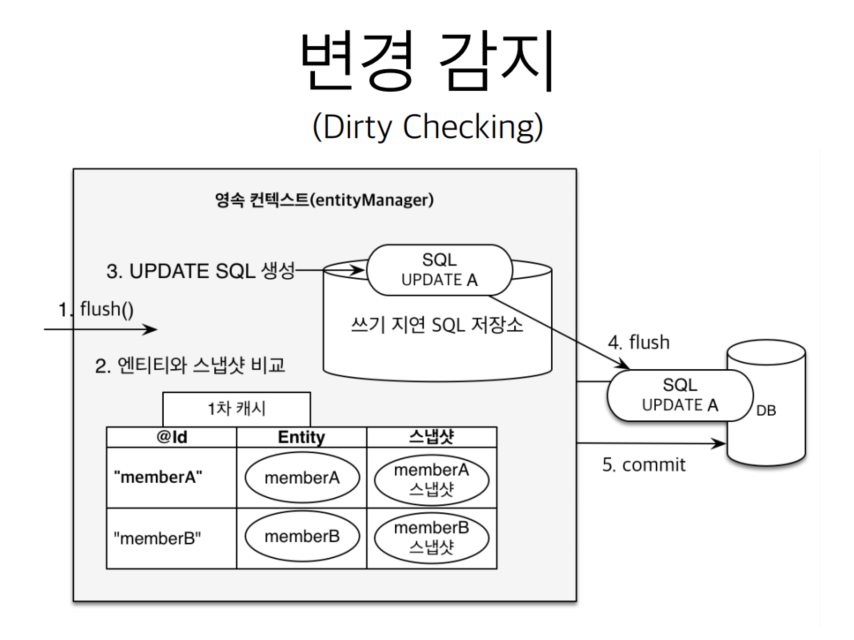 변경 감지
(Dirty Checking)
영속 컨텍스트(entityManager)
3. UPDATE SQL 생성
SQL
UPDATE A
1. flush()
쓰기 지연 SQL 저장소
2. 엔티티와 스냅샷 비교
4. flush
SQL
UPDATE A
DB
5. commit
1차 캐시
@Id Entity 스냅샷
"memberA" memberA memberA
스냅샷
"memberB" memberB memberB
스냅샷